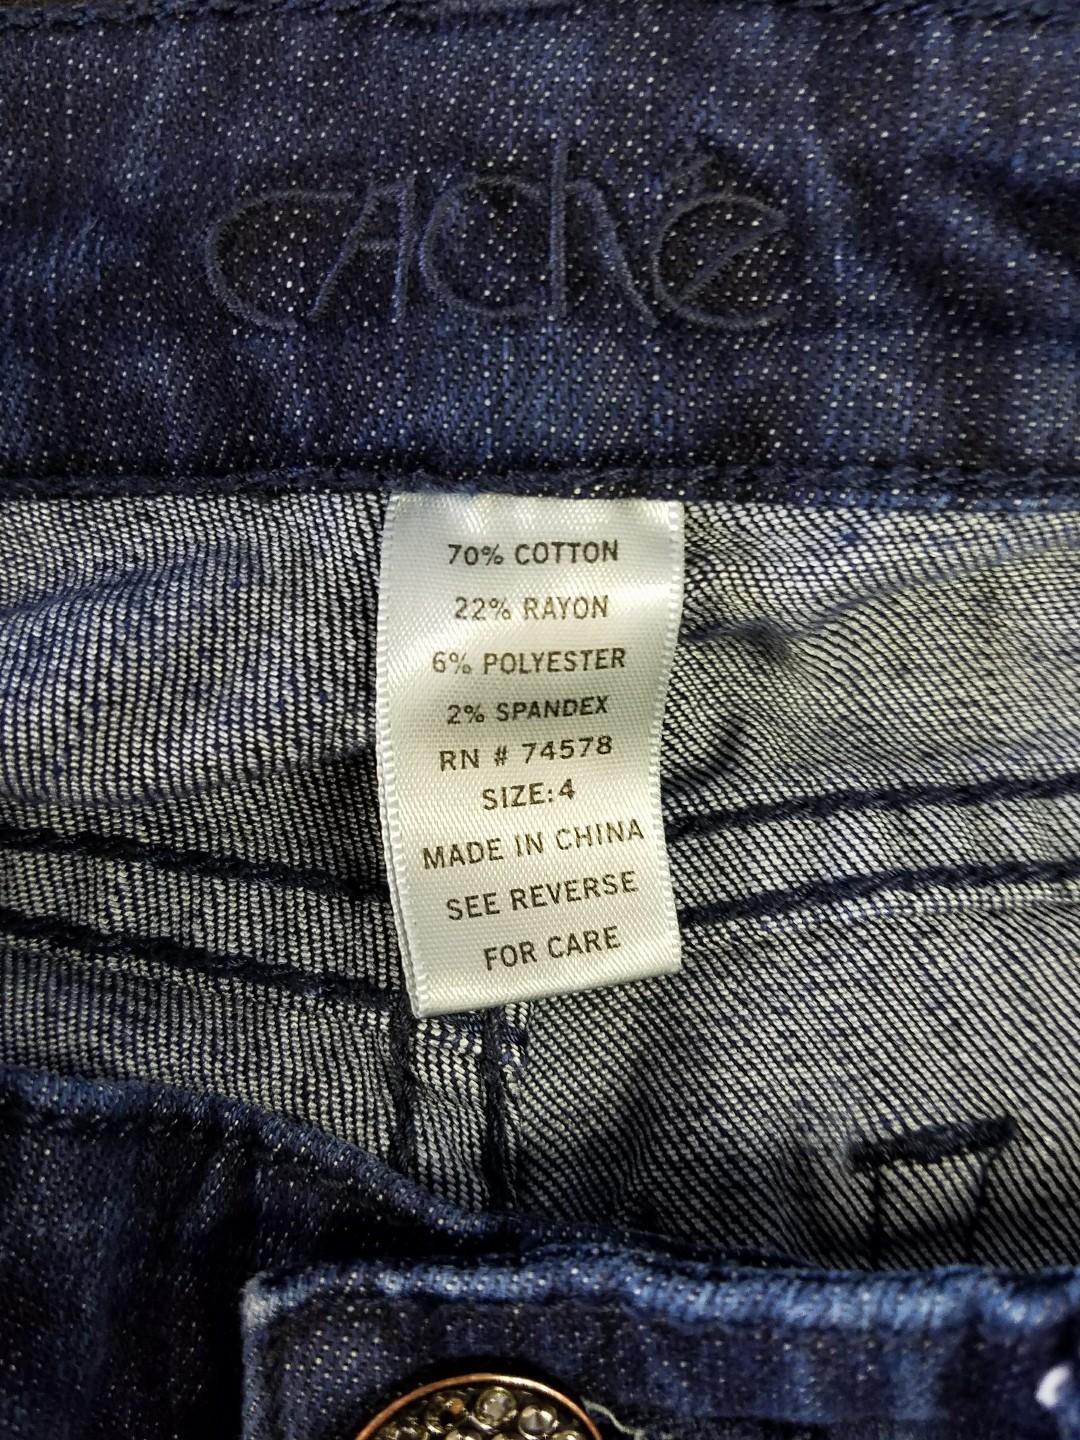 Caché
70% COTTON
22% RAYON
6% POLYESTER
2% SPANDEX
RN # 74578
SIZE:4
MADE IN CHINA
SEE REVERSE
FOR CARE